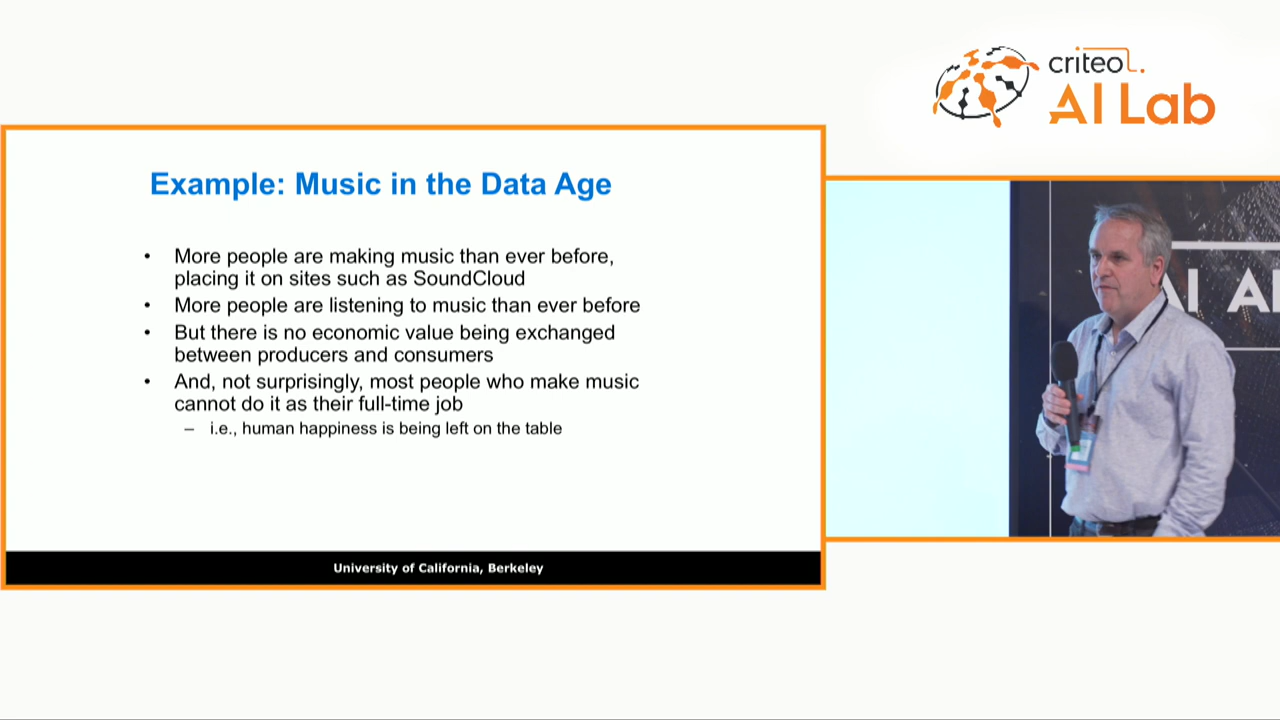 criteo.
AI Lab
Example: Music in the Data Age
• More people are making music than ever before,
placing it on sites such as SoundCloud
• More people are listening to music than ever before
• But there is no economic value being exchanged
between producers and consumers
• And, not surprisingly, most people who make music
cannot do it as their full-time job
– i.e., human happiness is being left on the table
University of California, Berkeley
AI A